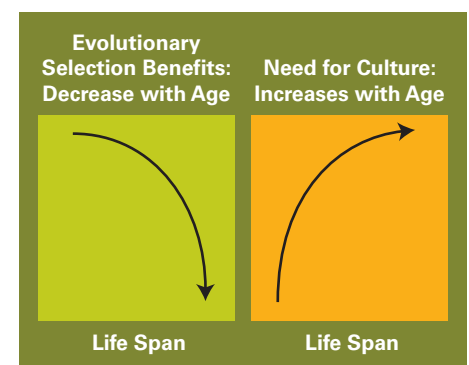 Evolutionary
Selection Benefits:
Decrease with Age
Need for Culture:
Increases with Age
Life Span
Life Span